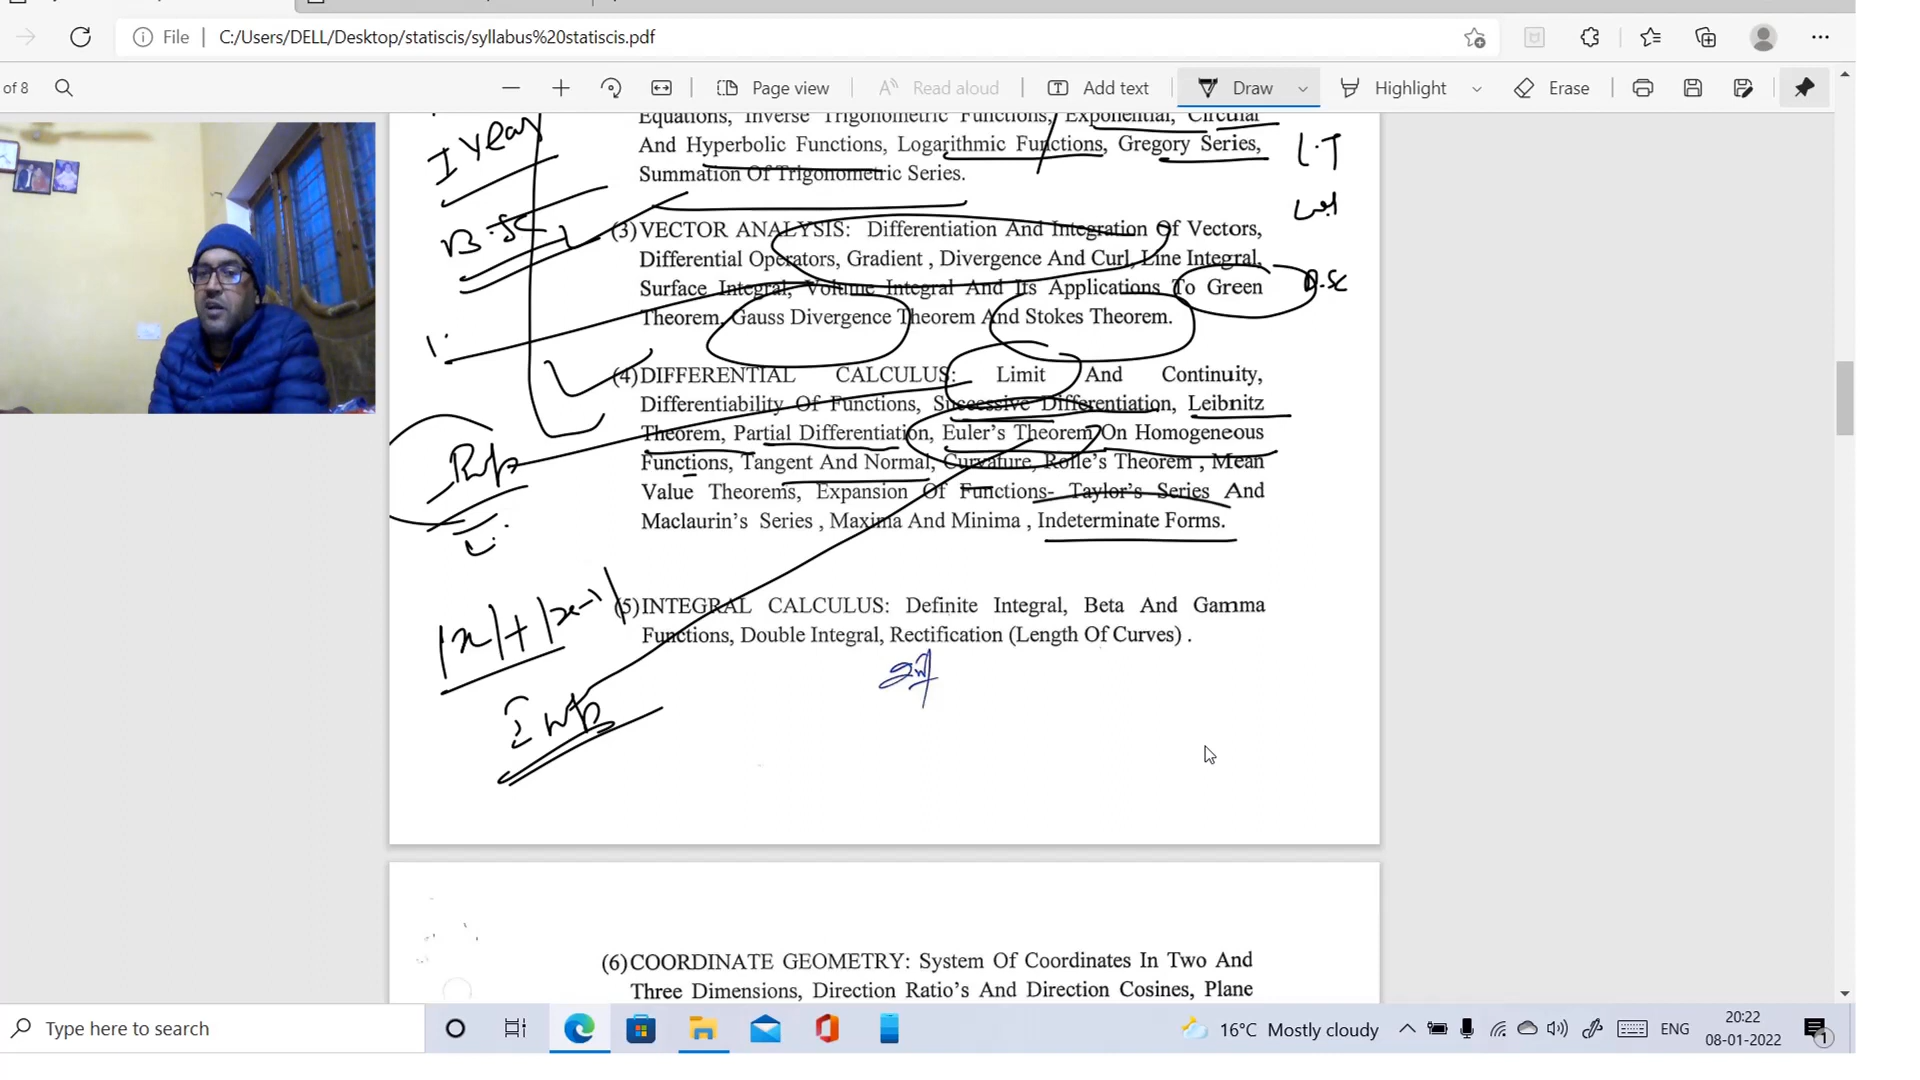 File
C:/Users/DELL/Desktop/statiscis/syllabus%20statiscis.pdf
of 8
Page view
Read aloud
Add text
Draw
Highlight
Erase
Equations, Inverse Trigonometric Functions, Exponential, Circular
And Hyperbolic Functions, Logarithmic Functions, Gregory Series,
Summation Of Trigonometric Series.
I year
B.Sc
L.T
(3) VECTOR ANALYSIS: Differentiation And Integration Of Vectors,
Differential Operators, Gradient , Divergence And Curl, Line Integral,
Surface Integral, Volume Integral And Its Applications To Green
Theorem, Gauss Divergence Theorem And Stokes Theorem.
(4) DIFFERENTIAL CALCULUS: Limit And Continuity,
Differentiability Of Functions, Successive Differentiation, Leibnitz
Theorem, Partial Differentiation, Euler's Theorem On Homogeneous
Functions, Tangent And Normal, Curvature, Rolle's Theorem , Mean
Value Theorems, Expansion Of Functions- Taylor's Series And
Maclaurin's Series , Maxima And Minima , Indeterminate Forms.
|x|+|x-1|
(5) INTEGRAL CALCULUS: Definite Integral, Beta And Gamma
Functions, Double Integral, Rectification (Length Of Curves) .
(6) COORDINATE GEOMETRY: System Of Coordinates In Two And
Three Dimensions, Direction Ratio's And Direction Cosines, Plane
Type here to search
16°C Mostly cloudy
ENG
20:22
08-01-2022
1